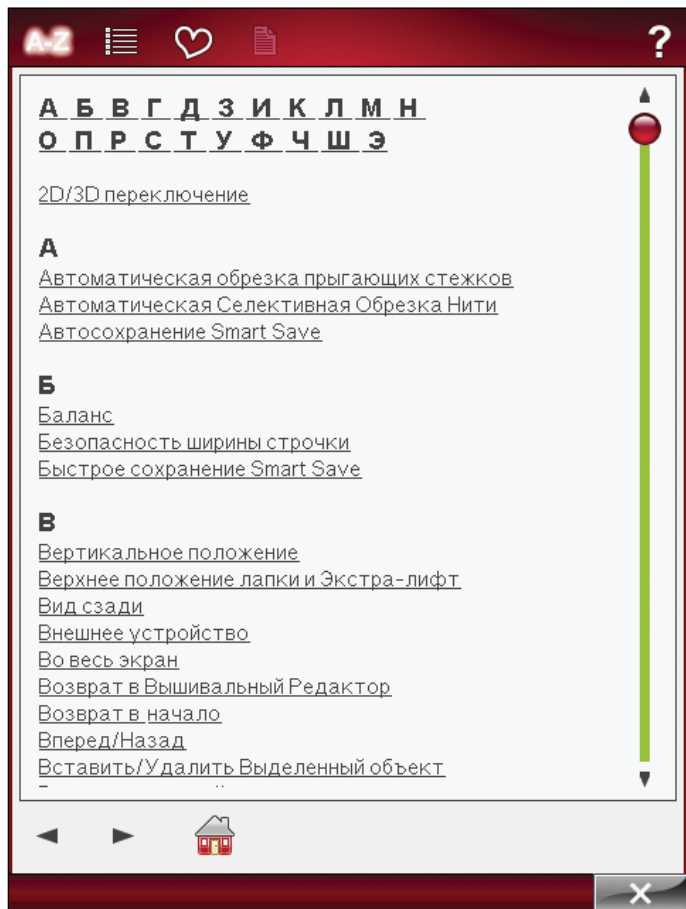 A-Z
?
А Б В Г Д З И К Л М Н
О П Р С Т У Ф Ч Ш Э
2D/3D переключение
А
Автоматическая обрезка прыгающих стежков
Автоматическая Селективная Обрезка Нити
Автосохранение Smart Save
Б
Баланс
Безопасность ширины строчки
Быстрое сохранение Smart Save
В
Вертикальное положение
Верхнее положение лапки и Экстра-лифт
Вид сзади
Внешнее устройство
Во весь экран
Возврат в Вышивальный Редактор
Возврат в начало
Вперед/Назад
Вставить/Удалить Выделенный объект